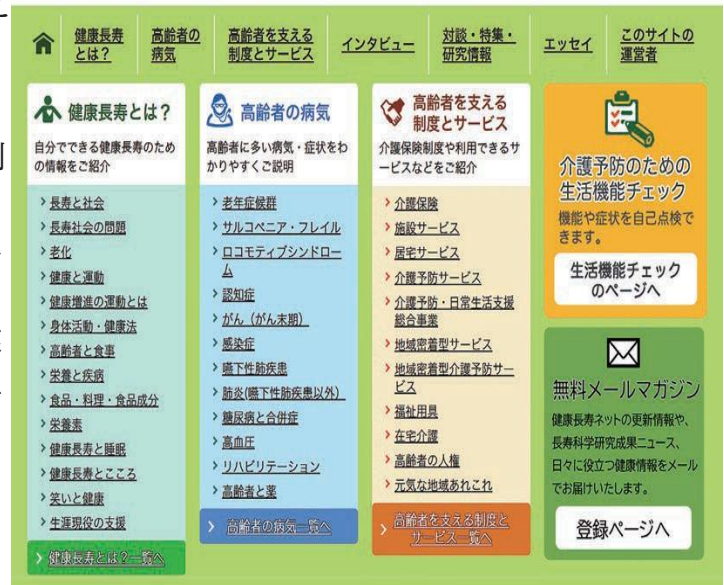 健康長寿
とは？
高齢者の
病気
高齢者を支える
制度とサービス
インタビュー
対談・特集・
研究情報
エッセイ
このサイトの
運営者
健康長寿とは？
自分でできる健康長寿のため
の情報をご紹介
長寿と社会
長寿社会の問題
老化
健康と運動
健康増進の運動とは
身体活動・健康法
高齢者と食事
栄養と疾病
食品・料理・食品成分
栄養素
健康長寿と睡眠
健康長寿とこころ
笑いと健康
生涯現役の支援
健康長寿とは？一覧へ
高齢者の病気
高齢者に多い病気・症状をわ
かりやすくご説明
老年症候群
サルコペニア・フレイル
ロコモティブシンドロー
ム
認知症
がん（がん末期）
感染症
嚥下性肺疾患
肺炎(嚥下性肺疾患以外)
糖尿病と合併症
高血圧
リハビリテーション
高齢者と薬
高齢者の病気一覧へ
高齢者を支える
制度とサービス
介護保険制度や利用できるサ
ービスなどをご紹介
介護保険
施設サービス
居宅サービス
介護予防サービス
介護予防・日常生活支援
総合事業
地域密着型サービス
地域密着型介護予防サー
ビス
福祉用具
在宅介護
高齢者の人権
元気な地域あれこれ
高齢者を支える制度と
サービス一覧へ
介護予防のための
生活機能チェック
機能や症状を自己点検で
きます。
生活機能チェック
のページへ
無料メールマガジン
健康長寿ネットの更新情報や、
長寿科学研究成果ニュース、
日々に役立つ健康情報をメール
でお届けいたします。
登録ページへ